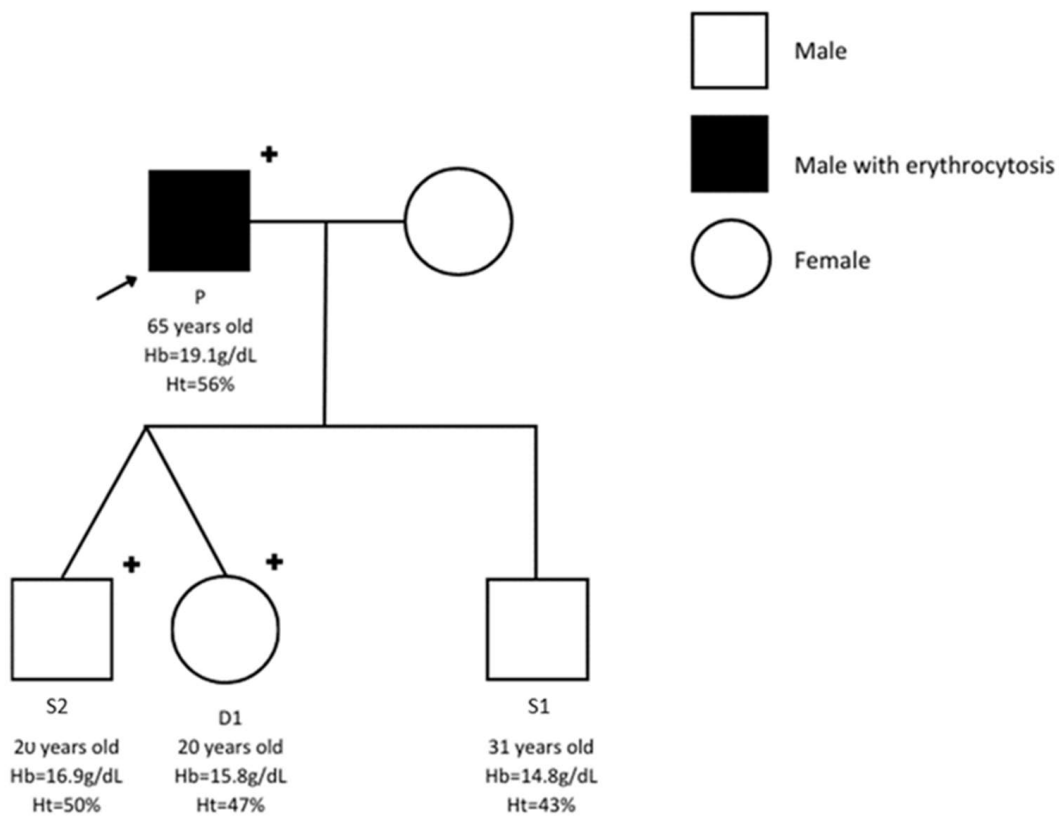 Male
Male with erythrocytosis
Female
P
65 years old
Hb=19.1g/dL
Ht=56%
S2
20 years old
Hb=16.9g/dL
Ht=50%
D1
20 years old
Hb=15.8g/dL
Ht=47%
S1
31 years old
Hb=14.8g/dL
Ht=43%